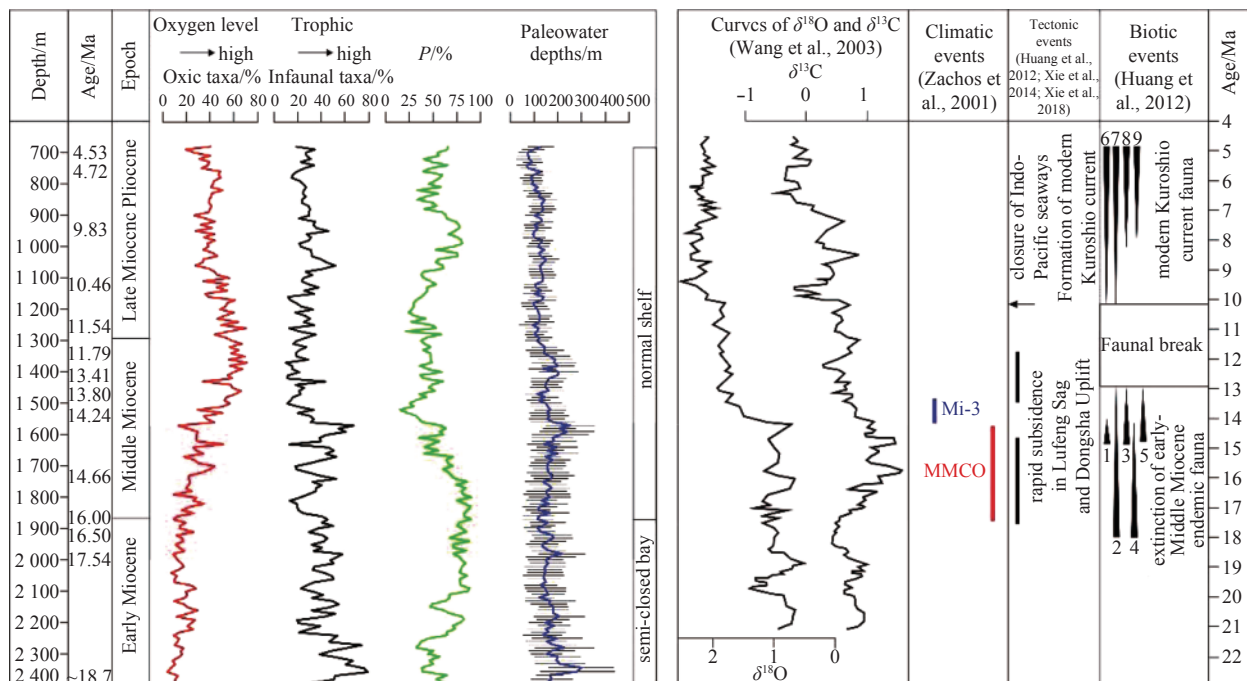 Depth/m
Age/Ma
Epoch
Oxygen level
high
Oxic taxa/%
0 20 40 60 80
Trophic
high
Infaunal taxa/%
0 20 40 60 80
P/%
25 50 75 100
Paleowater
depths/m
0 100 200 300 400 500
700
800
900
1 000
1 100
1 200
1 300
1 400
1 500
1 600
1 700
1 800
1 900
2 000
2 100
2 200
2 300
2 400
4.53
4.72
9.83
10.46
11.54
11.79
13.41
13.80
14.24
14.66
16.00
16.50
17.54
~18.7
Late Mioccnc Plioccne
Middle Miocene
Early Miocene
normal shelf
semi-closed bay
Curvcs of δ18O and δ13C
(Wang et al., 2003)
δ13C
−1 0 1
2 1 0
δ18O
Climatic
events
(Zachos et
al., 2001)
Mi-3
MMCO
Tectonic
events
(Huang et al.,
2012; Xie et al.,
2014; Xie et al.,
2018)
closure of Indo-
Pacific seaways
Formation of modern
Kuroshio current
rapid subsidence
in Lufeng Sag
and Dongsha Uplift
Biotic
events
(Huang et
al., 2012)
6 7 8 9
modern Kuroshio
current fauna
Faunal break
1 3 5
2 4
extinction of early-
Middle Miocene
endemic fauna
Age/Ma
4
5
6
7
8
9
10
11
12
13
14
15
16
17
18
19
20
21
22